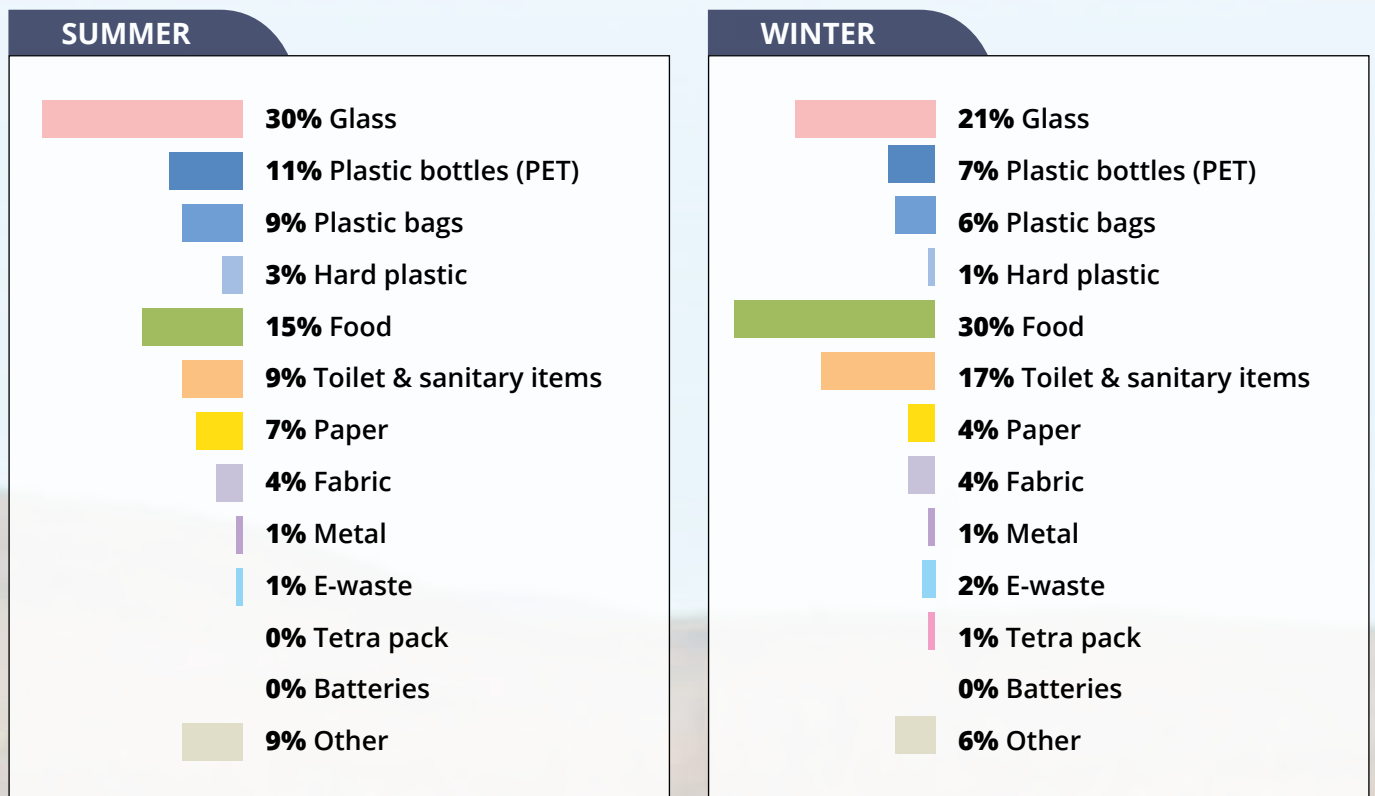 SUMMER
30% Glass
11% Plastic bottles (PET)
9% Plastic bags
3% Hard plastic
15% Food
9% Toilet & sanitary items
7% Paper
4% Fabric
1% Metal
1% E-waste
0% Tetra pack
0% Batteries
9% Other
WINTER
21% Glass
7% Plastic bottles (PET)
6% Plastic bags
1% Hard plastic
30% Food
17% Toilet & sanitary items
4% Paper
4% Fabric
1% Metal
2% E-waste
1% Tetra pack
0% Batteries
6% Other